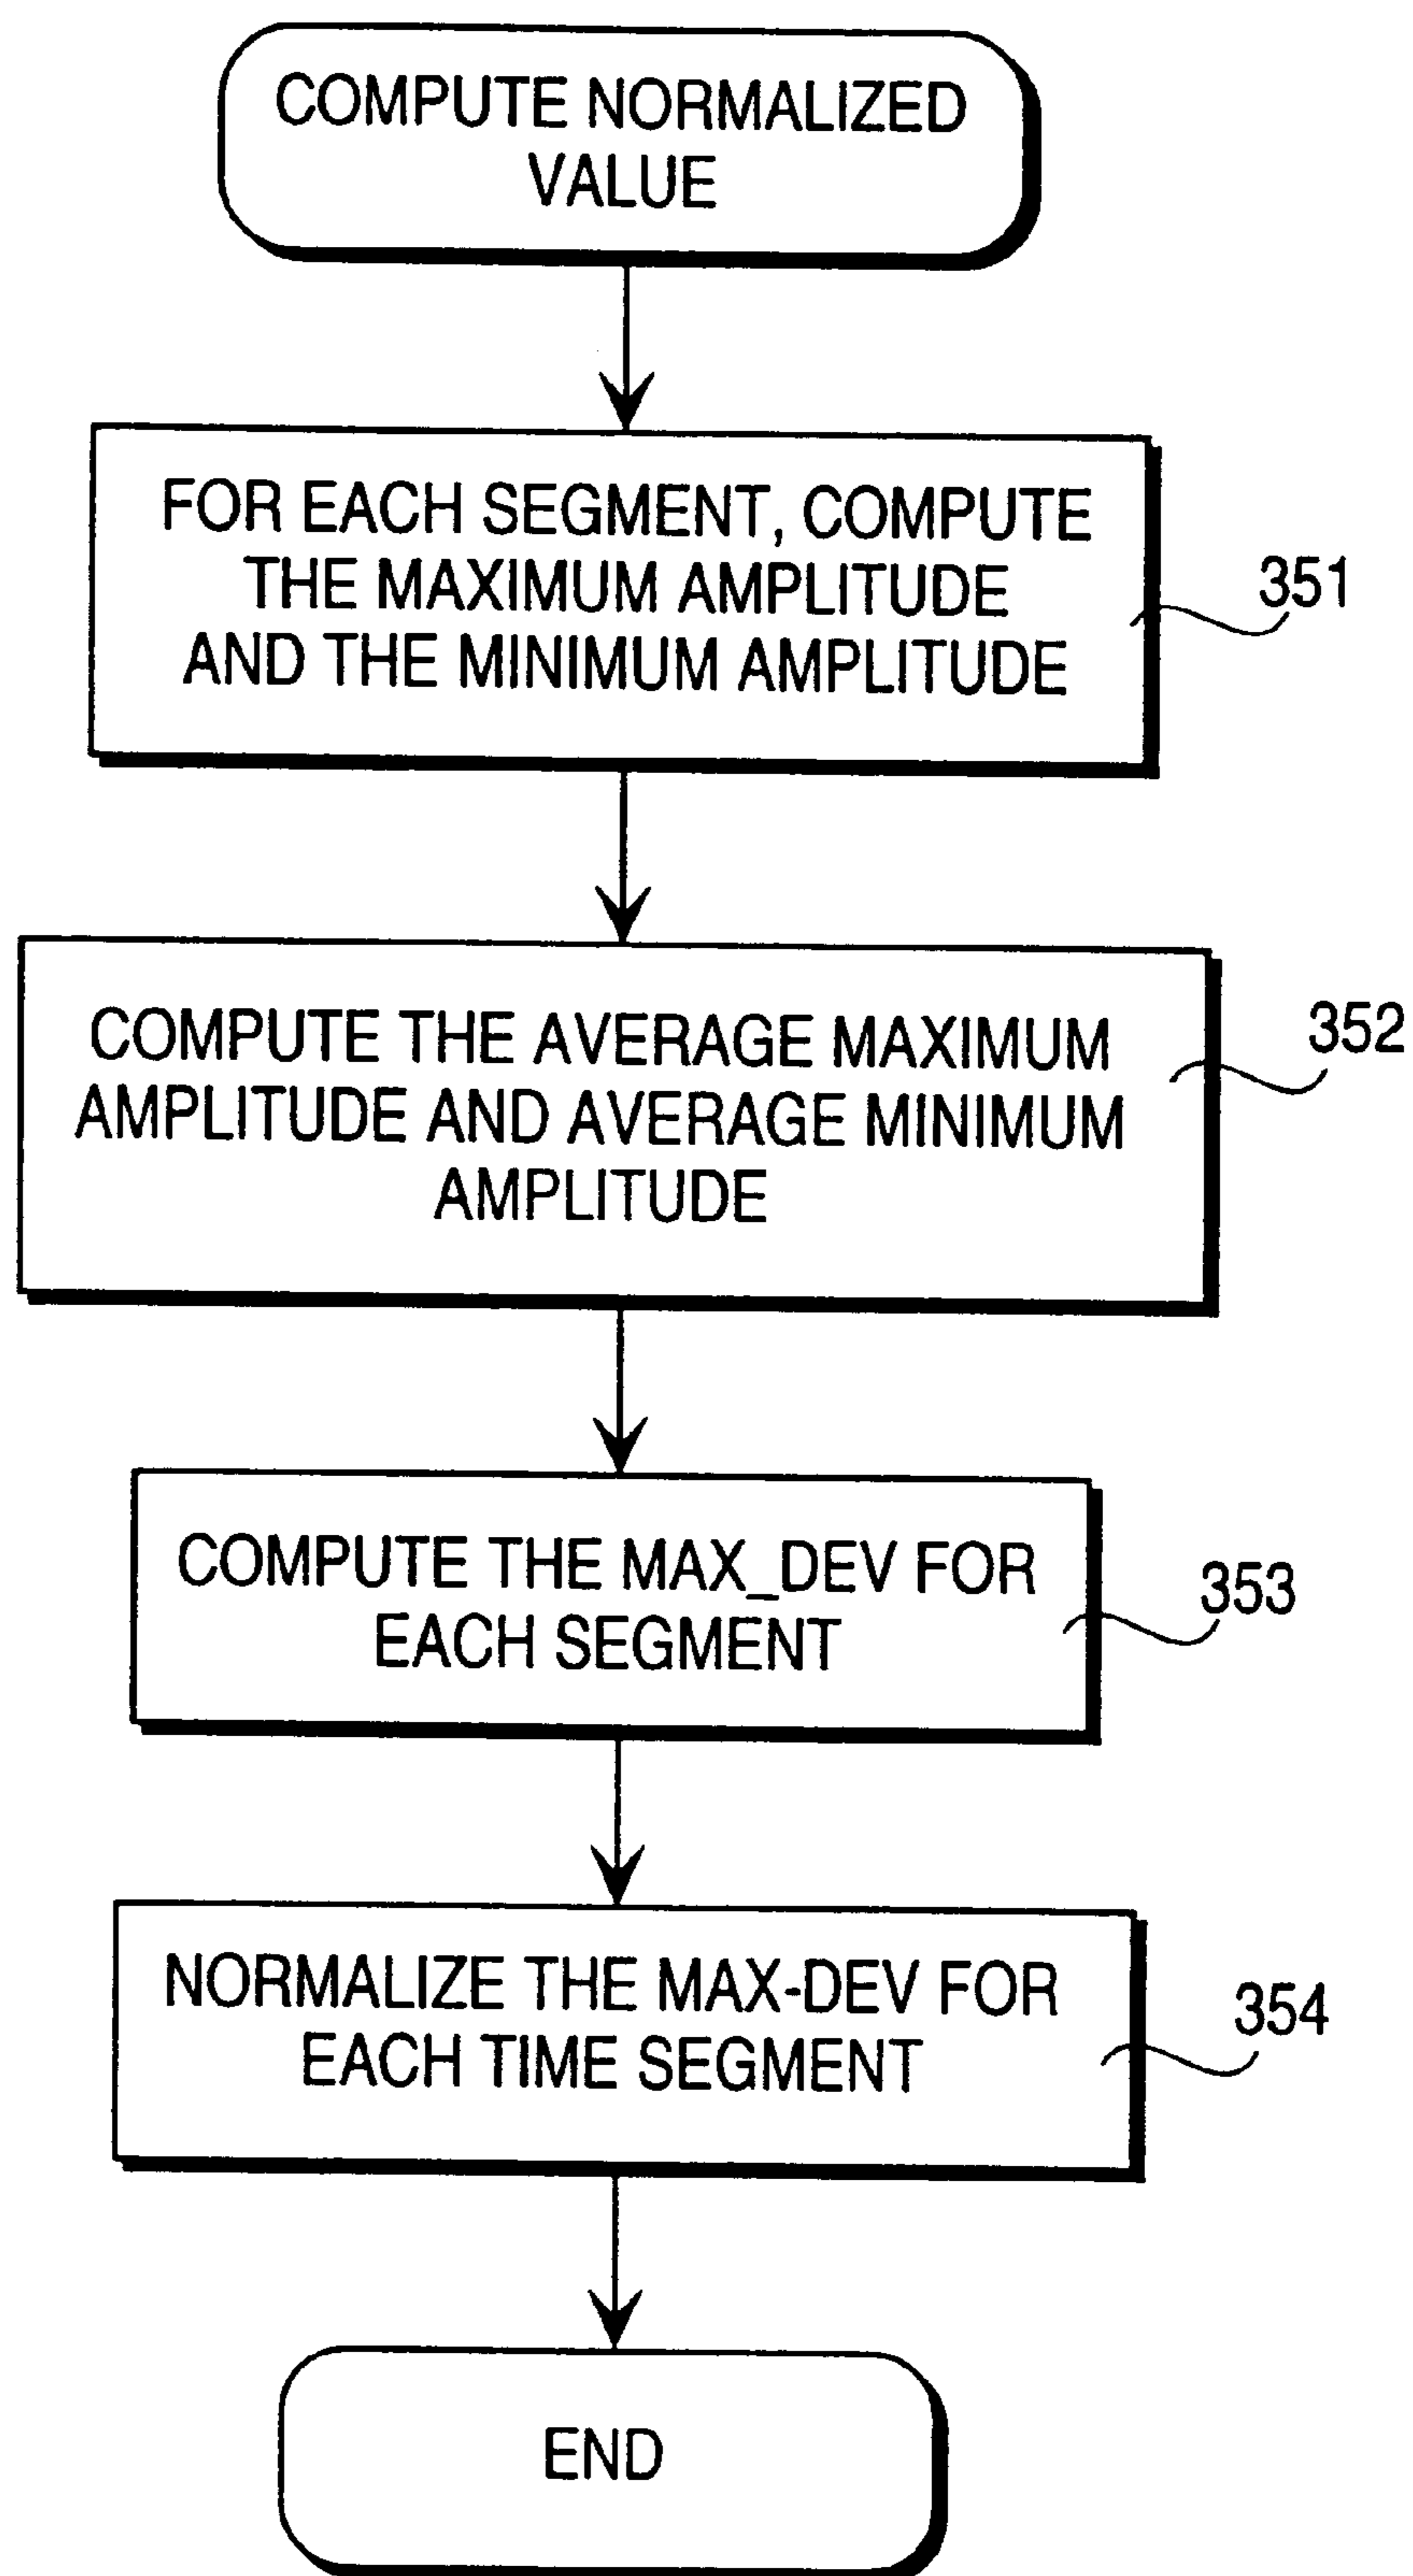 COMPUTE NORMALIZED
VALUE
FOR EACH SEGMENT, COMPUTE
THE MAXIMUM AMPLITUDE
AND THE MINIMUM AMPLITUDE
351
COMPUTE THE AVERAGE MAXIMUM
AMPLITUDE AND AVERAGE MINIMUM
AMPLITUDE
352
COMPUTE THE MAX_DEV FOR
EACH SEGMENT
353
NORMALIZE THE MAX-DEV FOR
EACH TIME SEGMENT
354
END